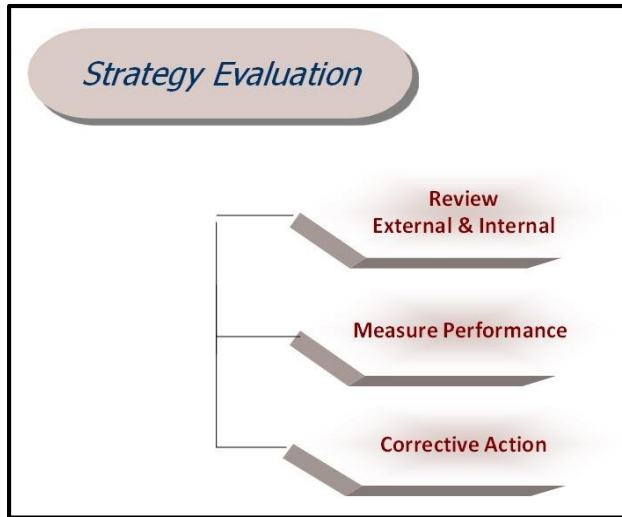 Strategy Evaluation
Review
External & Internal
Measure Performance
Corrective Action